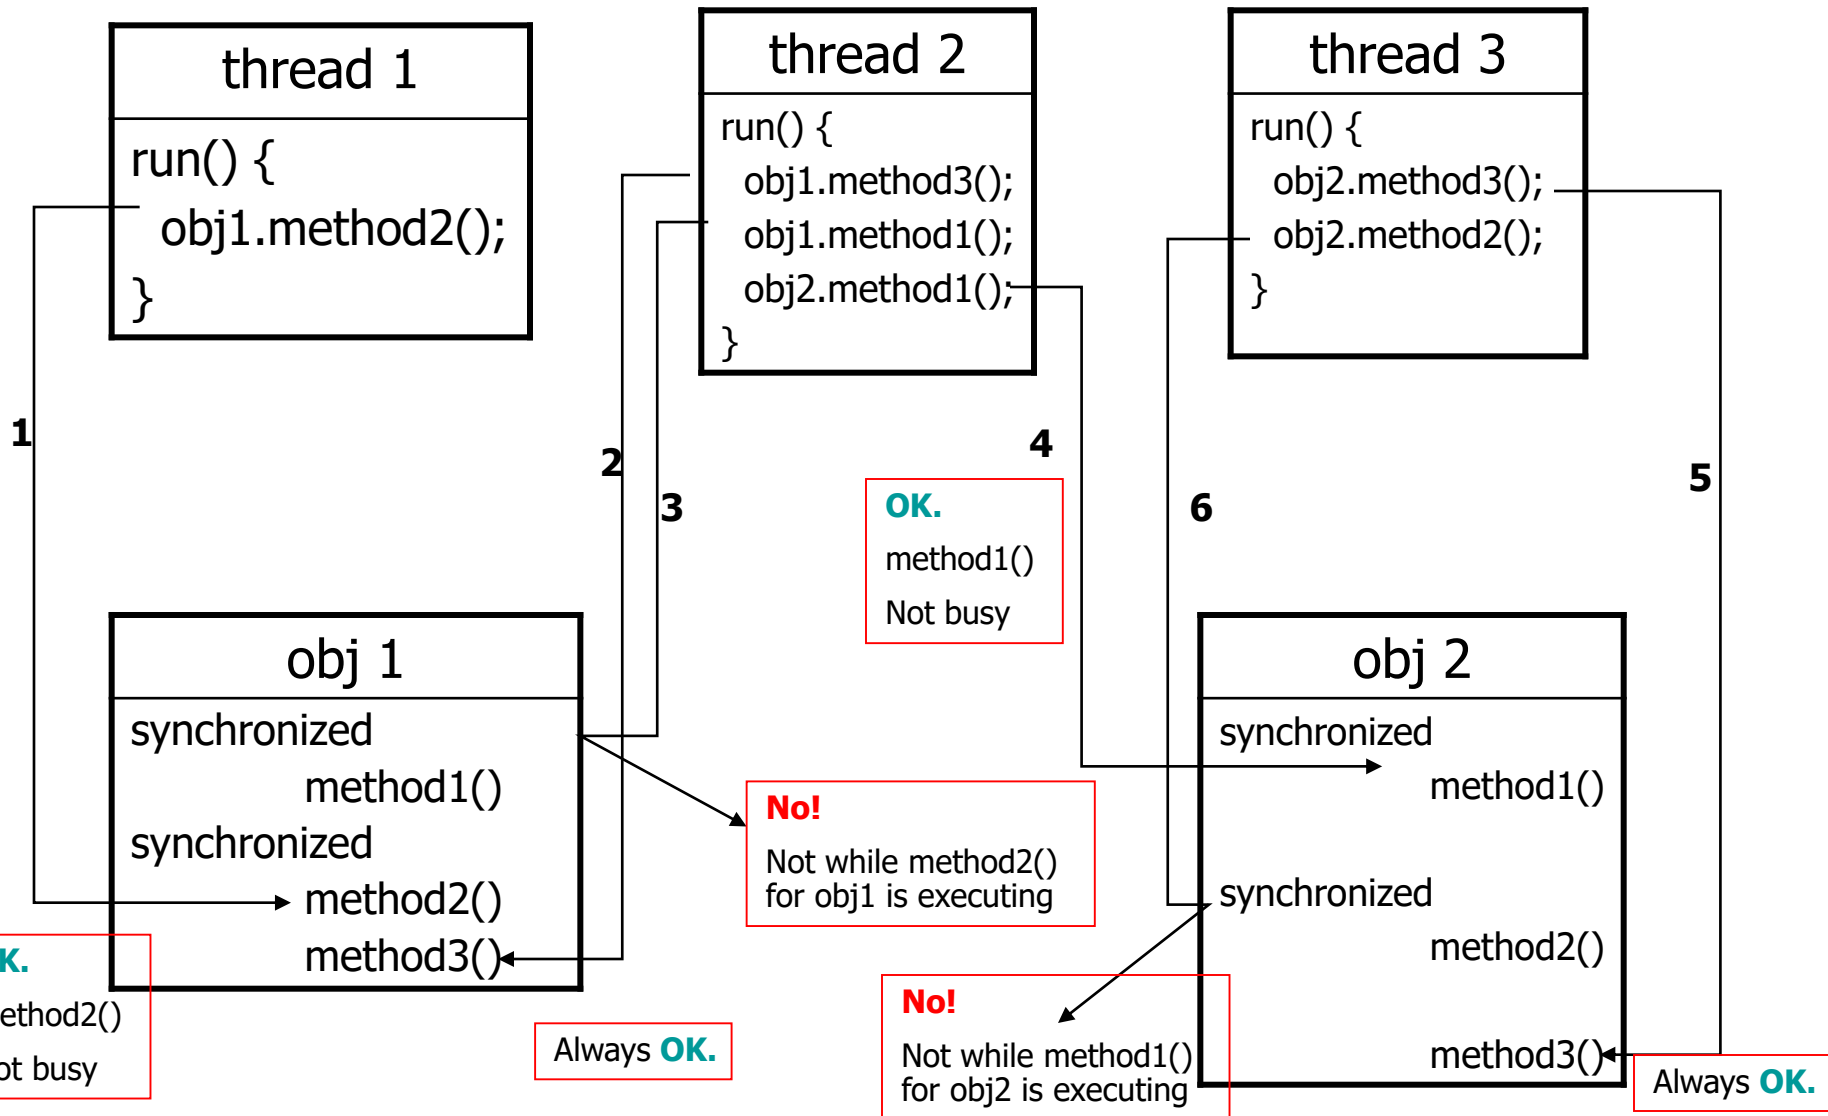 thread 1
run() {
obj1.method2();
}
thread 2
run() {
obj1.method3();
obj1.method1();
obj2.method1();
}
thread 3
run() {
obj2.method3();
obj2.method2();
}
1
2
3
4
5
6
OK.
method1()
Not busy
obj 1
synchronized
method1()
synchronized
method2()
method3()
No!
Not while method2()
for obj1 is executing
obj 2
synchronized
method1()
synchronized
method2()
method3()
K.
ethod2()
ot busy
Always OK.
No!
Not while method1()
for obj2 is executing
Always OK.